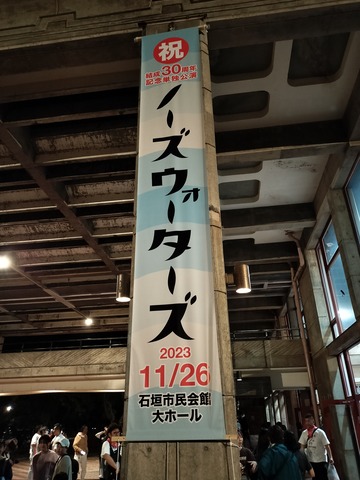 祝
結成30周年
記念単独公演
ノーズウォーターズ
2023
11/26
石垣市民会館
大ホール